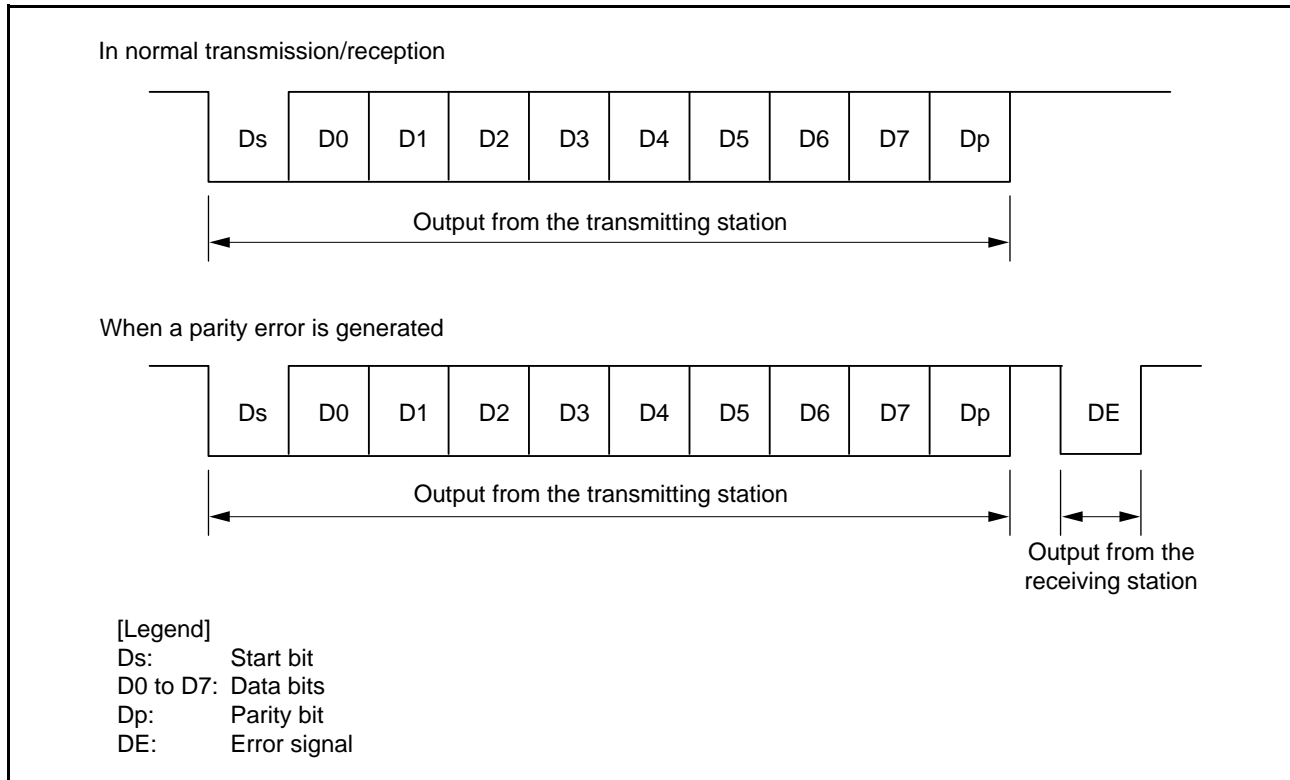 In normal transmission/reception
Ds D0 D1 D2 D3 D4 D5 D6 D7 Dp
Output from the transmitting station
When a parity error is generated
Ds D0 D1 D2 D3 D4 D5 D6 D7 Dp DE
Output from the transmitting station
Output from the
receiving station
[Legend]
Ds: Start bit
D0 to D7: Data bits
Dp: Parity bit
DE: Error signal